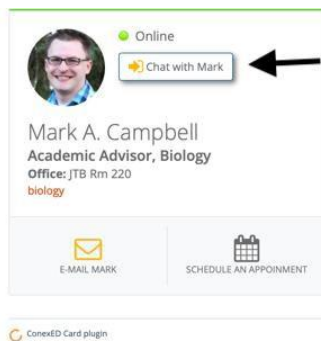 Online
Chat with Mark
Mark A. Campbell
Academic Advisor, Biology
Office: JTB Rm 220
biology
E-MAIL MARK
SCHEDULE AN APPOINTMENT
ConexED Card plugin